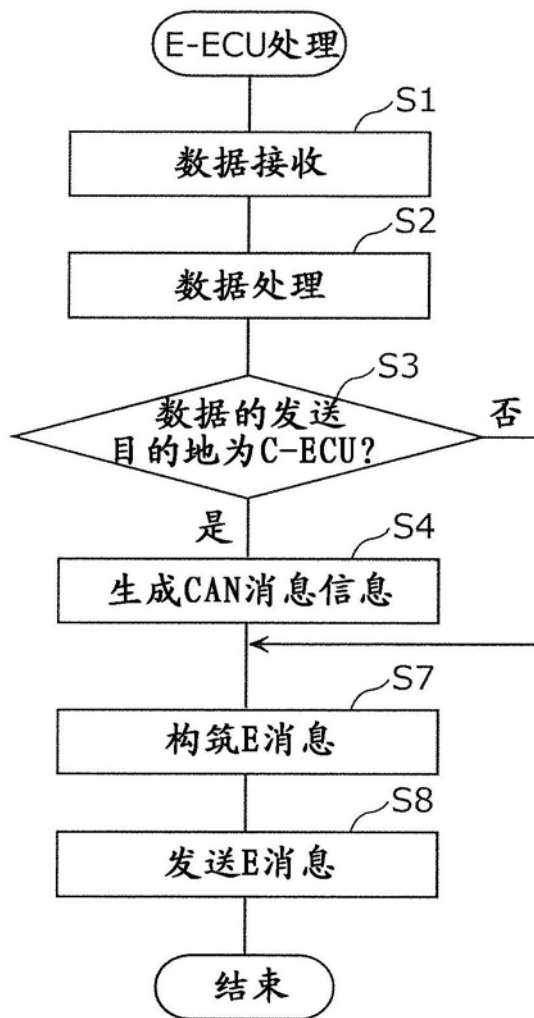 E-ECU处理
S1
数据接收
S2
数据处理
S3
数据的发送
目的地为C-ECU?
否
是
S4
生成CAN消息信息
S7
构筑E消息
S8
发送E消息
结束